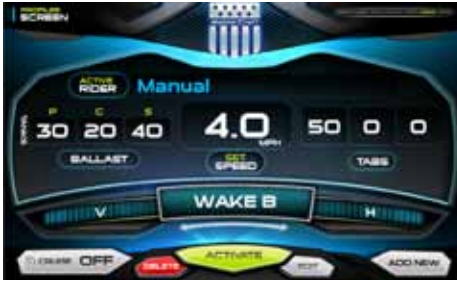 PROFILES
SCREEN
ACTIVE
RIDER
Manual
P C S
30 20 40
4.0
MPH
50 0 0
BALLAST
SET
SPEED
TABS
WAKE B
V
H
CRUISE OFF
DELETE
ACTIVATE
EDIT
ADD NEW